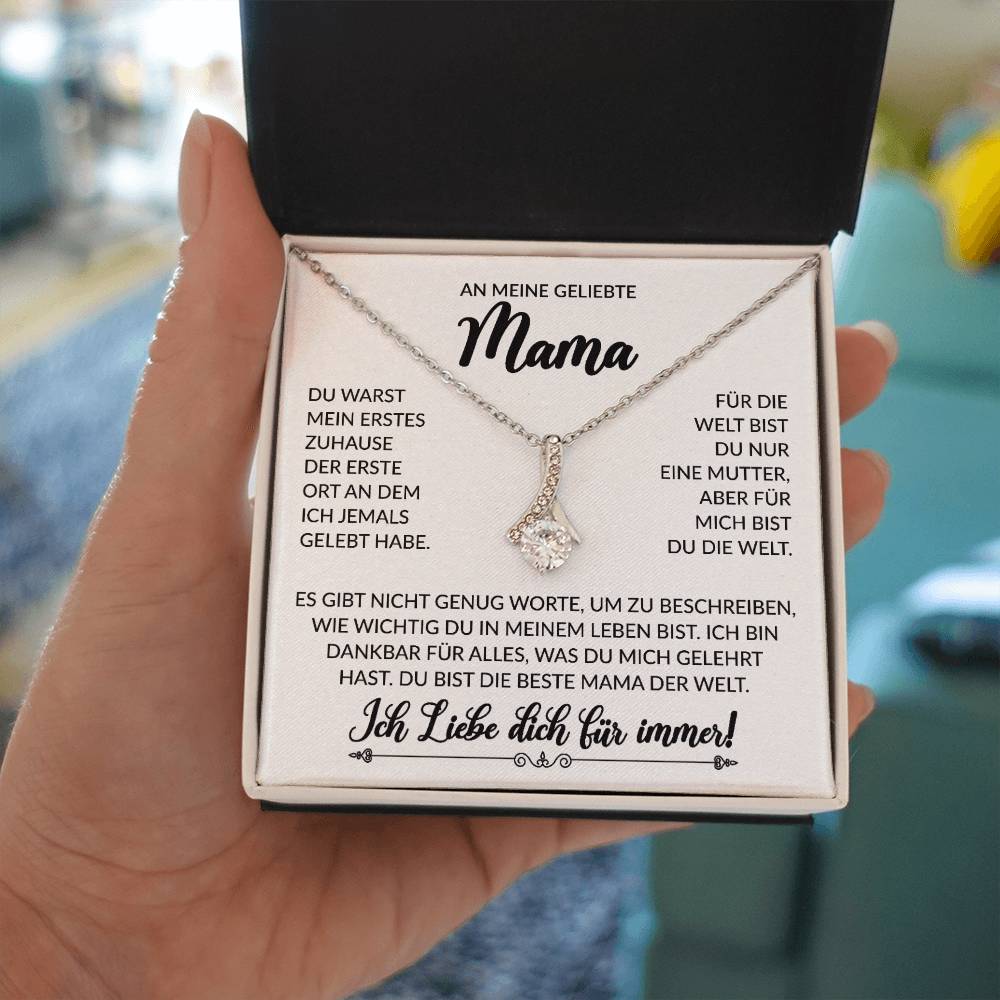 AN MEINE GELIEBTE
Mama
DU WARST
MEIN ERSTES
ZUHAUSE
DER ERSTE
ORT AN DEM
ICH JEMALS
GELEBT HABE.
FÜR DIE
WELT BIST
DU NUR
EINE MUTTER,
ABER FÜR
MICH BIST
DU DIE WELT.
ES GIBT NICHT GENUG WORTE, UM ZU BESCHREIBEN,
WIE WICHTIG DU IN MEINEM LEBEN BIST. ICH BIN
DANKBAR FÜR ALLES, WAS DU MICH GELEHRT
HAST. DU BIST DIE BESTE MAMA DER WELT.
Ich Liebe dich für immer!